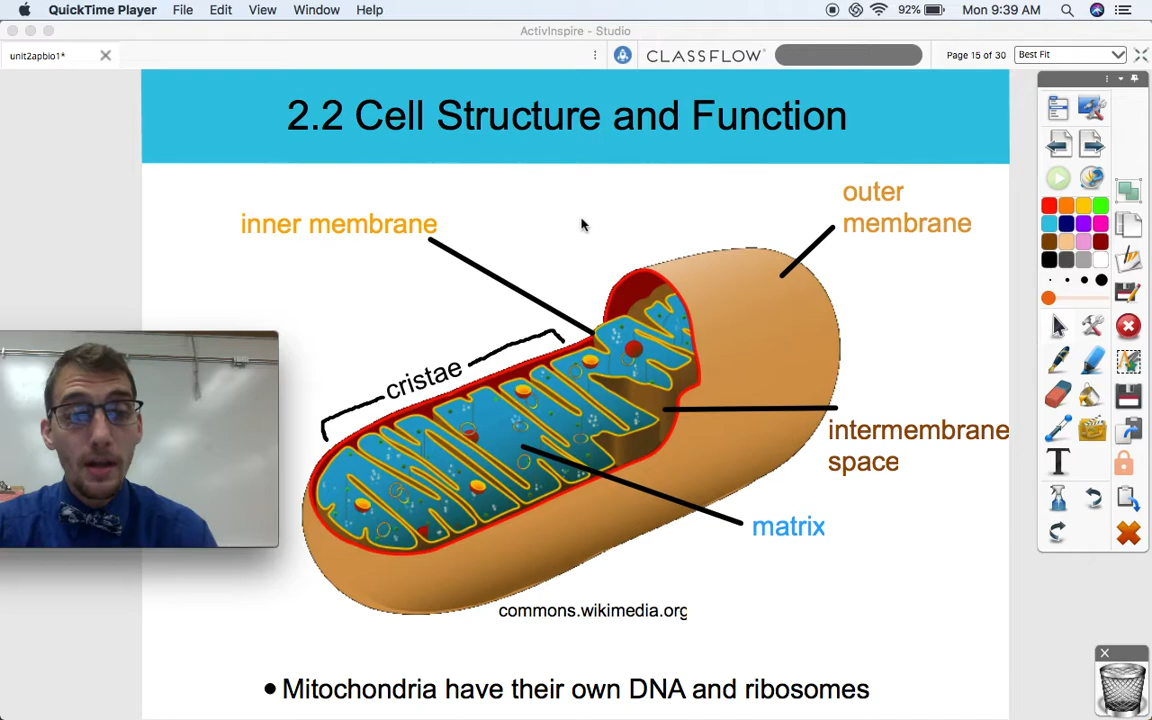 QuickTime Player File Edit View Window Help 92% Mon 9:39 AM
ActivInspire - Studio
unit2apbio1* CLASSFLOW Page 15 of 30 Best Fit
2.2 Cell Structure and Function
outer
membrane
inner membrane
cristae
intermembrane
space
matrix
commons.wikimedia.org
• Mitochondria have their own DNA and ribosomes
T